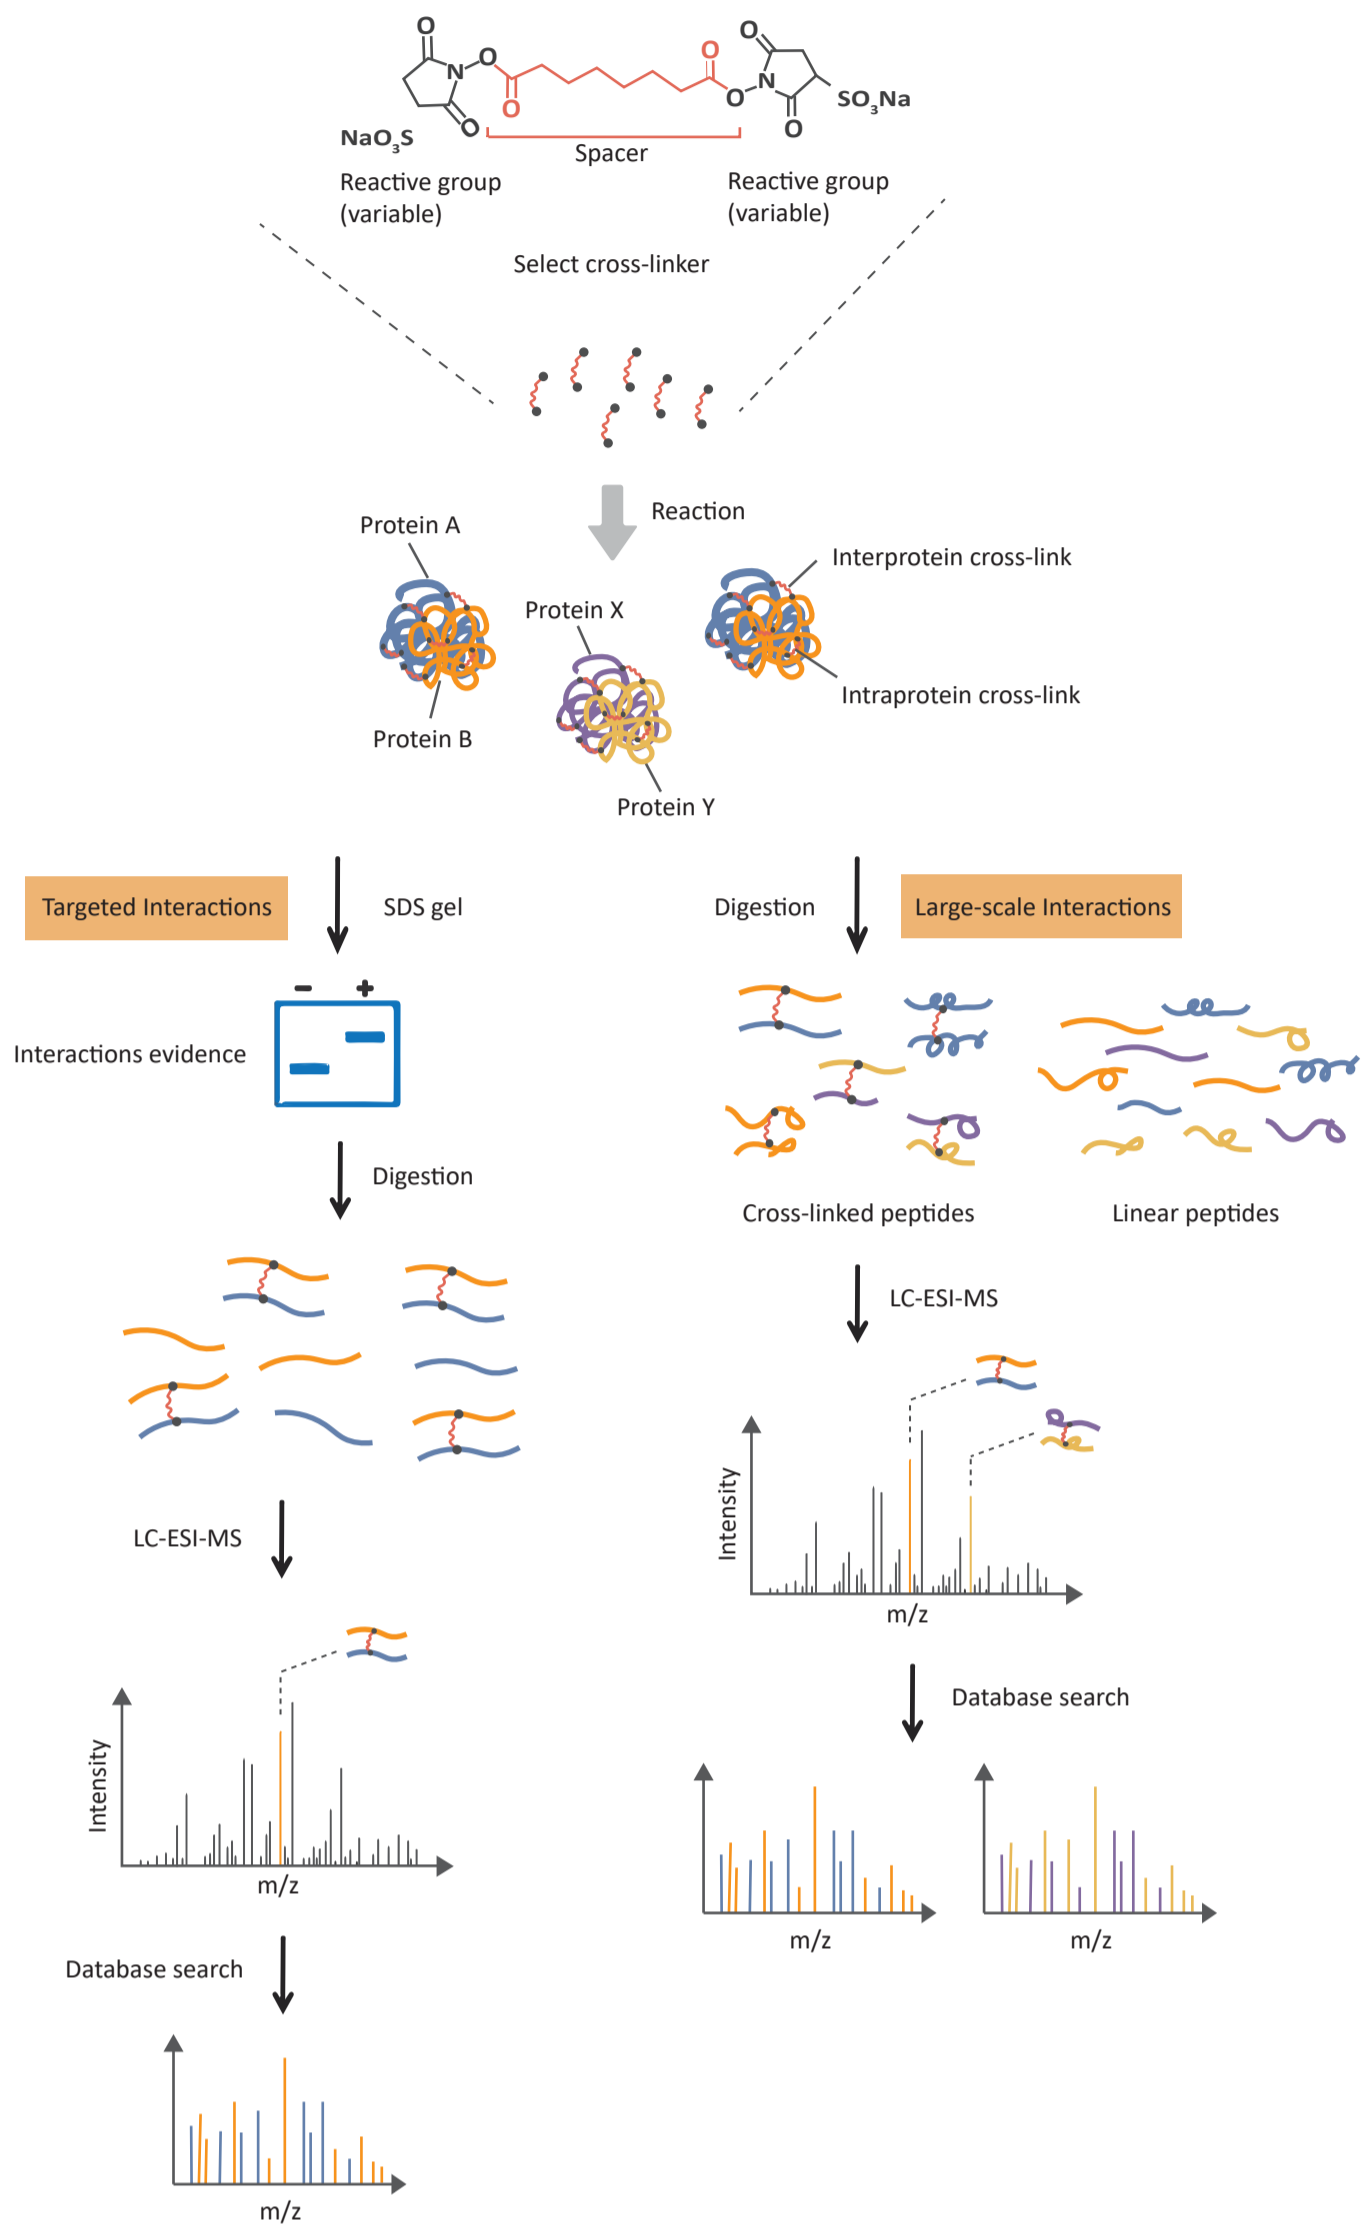 O
O
O
O
N
O
N
O
O
O
SO₃Na
NaO₃S
Spacer
Reactive group
(variable)
Reactive group
(variable)
Select cross-linker
Reaction
Protein A
Interprotein cross-link
Protein X
Intraprotein cross-link
Protein B
Protein Y
Targeted Interactions
SDS gel
Digestion
Large-scale Interactions
− +
Interactions evidence
Digestion
Cross-linked peptides
Linear peptides
LC-ESI-MS
Intensity
m/z
LC-ESI-MS
Database search
Intensity
m/z
m/z
m/z
Database search
m/z